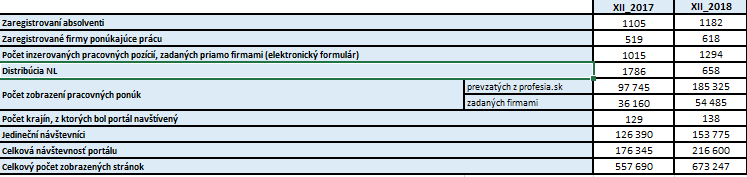 XII_2017 XII_2018
Zaregistrovaní absolventi 1105 1182
Zaregistrované firmy ponúkajúce prácu 519 618
Počet inzerovaných pracovných pozícií, zadaných priamo firmami (elektronický formulár) 1015 1294
Distribúcia NL 1786 658
Počet zobrazení pracovných ponúk prevzatých z profesia.sk 97 745 185 325
zadaných firmami 36 160 54 485
Počet krajín, z ktorých bol portál navštívený 129 138
Jedineční návštevníci 126 390 153 775
Celková návštevnosť portálu 176 345 216 600
Celkový počet zobrazených stránok 557 690 673 247